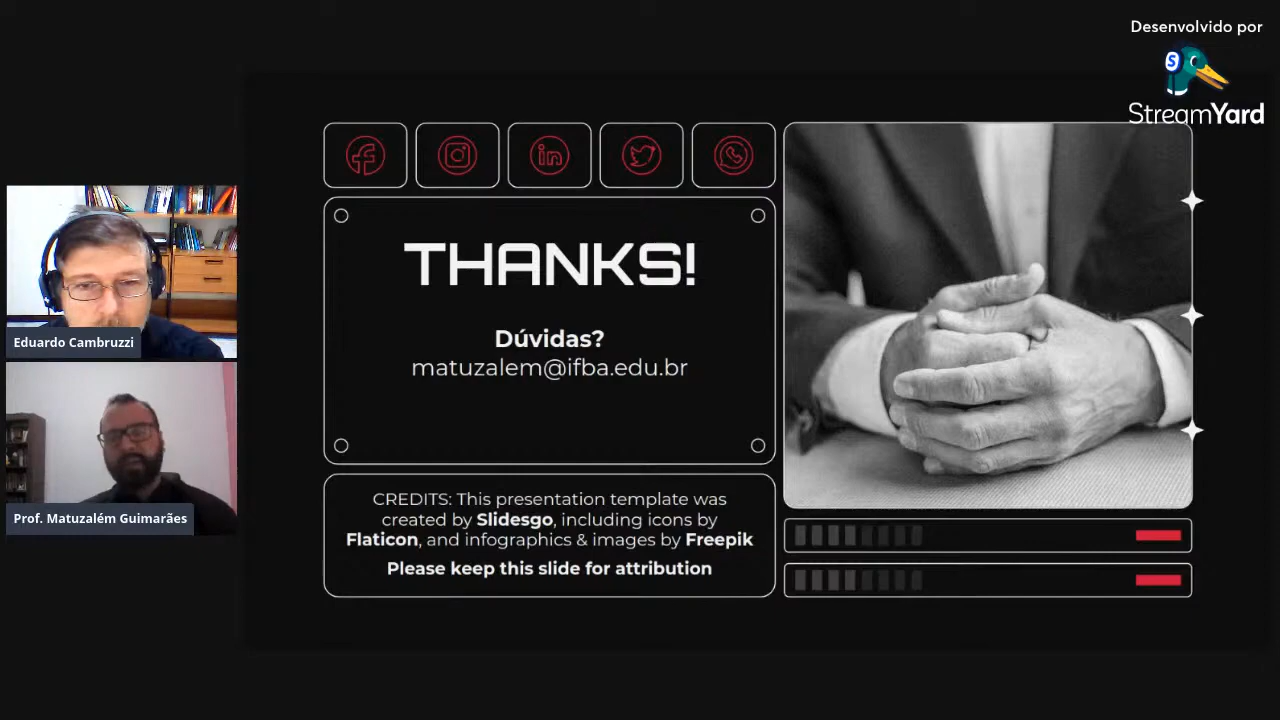 Desenvolvido por
StreamYard
THANKS!
Dúvidas?
matuzalem@ifba.edu.br
CREDITS: This presentation template was
created by Slidesgo, including icons by
Flaticon, and infographics & images by Freepik
Please keep this slide for attribution
Eduardo Cambruzzi
Prof. Matuzalém Guimarães